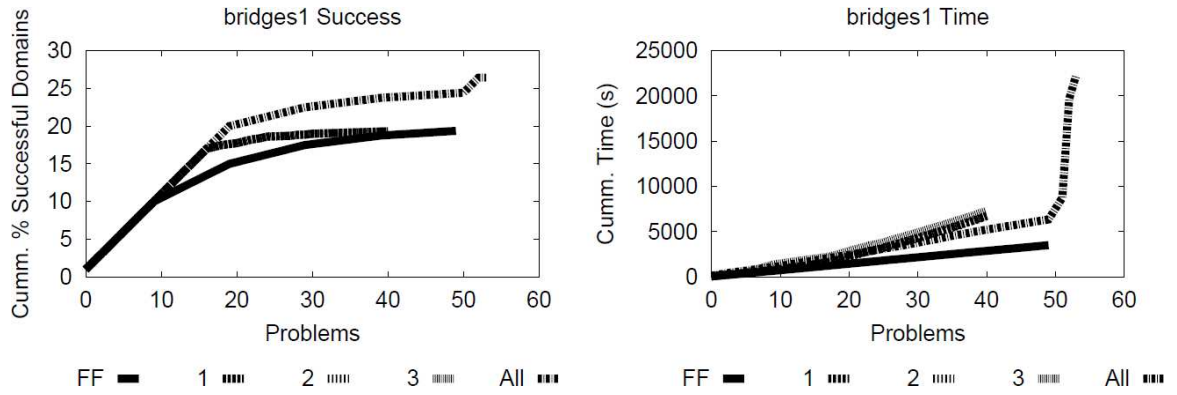 bridges1 Success
Cumm. % Successful Domains
30
25
20
15
10
5
0
0 10 20 30 40 50 60
Problems
FF 1 2 3 All
bridges1 Time
Cumm. Time (s)
25000
20000
15000
10000
5000
0
0 10 20 30 40 50 60
Problems
FF 1 2 3 All